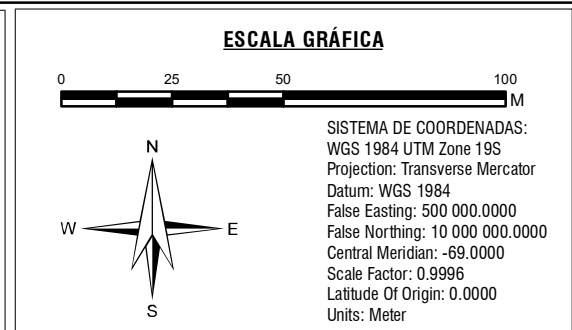 ESCALA GRÁFICA
0 25 50 100
M
SISTEMA DE COORDENADAS:
WGS 1984 UTM Zone 19S
Projection: Transverse Mercator
Datum: WGS 1984
False Easting: 500 000.0000
False Northing: 10 000 000.0000
Central Meridian: -69.0000
Scale Factor: 0.9996
Latitude Of Origin: 0.0000
Units: Meter
N
W E
S